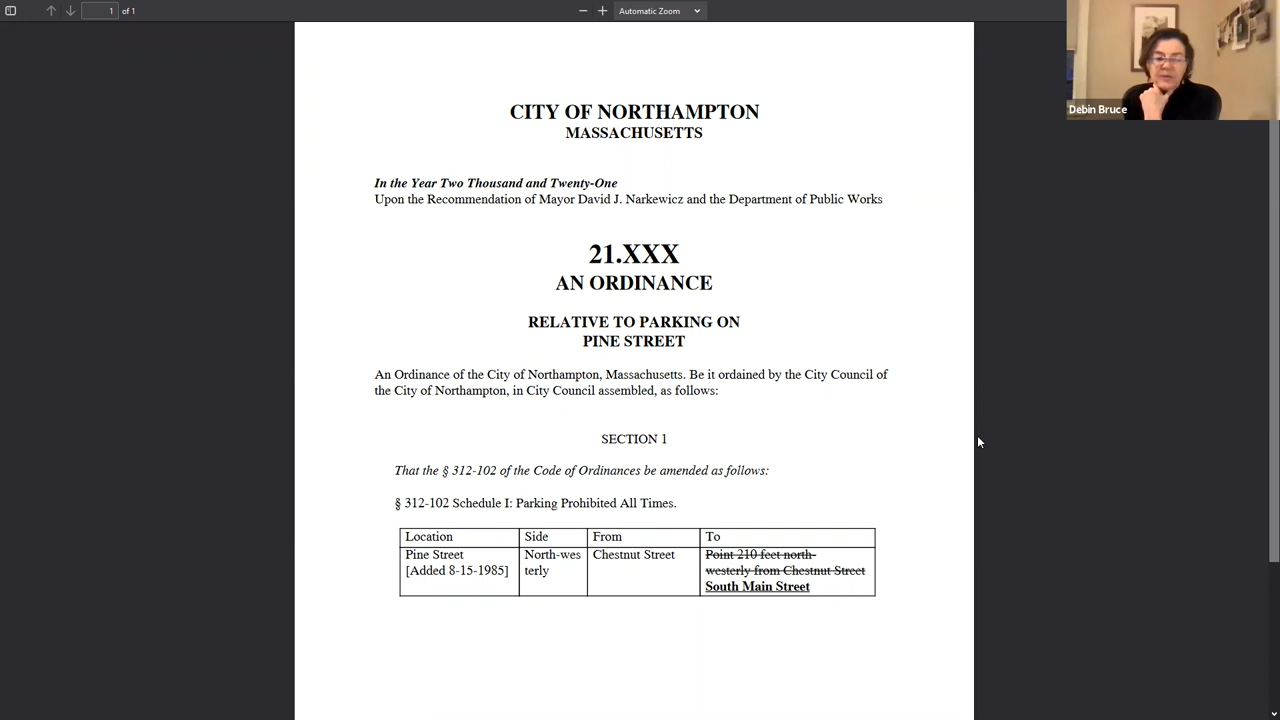 1 of 1
Automatic Zoom
Debin Bruce
CITY OF NORTHAMPTON
MASSACHUSETTS
In the Year Two Thousand and Twenty-One
Upon the Recommendation of Mayor David J. Narkewicz and the Department of Public Works
21.XXX
AN ORDINANCE
RELATIVE TO PARKING ON
PINE STREET
An Ordinance of the City of Northampton, Massachusetts. Be it ordained by the City Council of
the City of Northampton, in City Council assembled, as follows:
SECTION 1
That the § 312-102 of the Code of Ordinances be amended as follows:
§ 312-102 Schedule I: Parking Prohibited All Times.
Location Side From To
Pine Street North-wes Chestnut Street Point 210 feet north-
[Added 8-15-1985] terly westerly from Chestnut Street
South Main Street